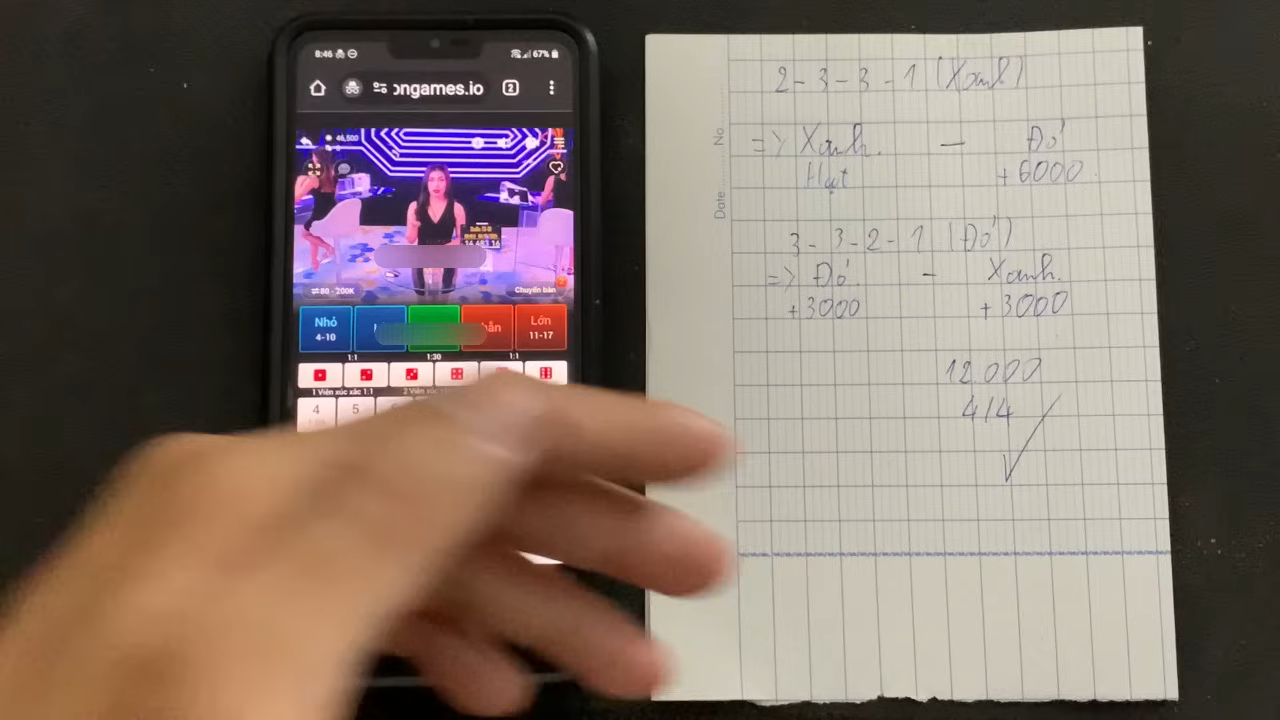 8:46
67%
ongames.io
2
46,500
80 - 200K
Chuyển bàn
Nhỏ
4-10
ẵn
Lớn
11-17
1:1
1:30
1:1
1 Viên xúc xắc 1:1
4
5
No
Date
2 - 3 - 3 - 1 (Xanh)
=> Xanh. - Đỏ
Hạt +6000
3 - 3 - 2 - 1 (Đỏ)
=> Đỏ. - Xanh.
+3000 +3000
12.000
414